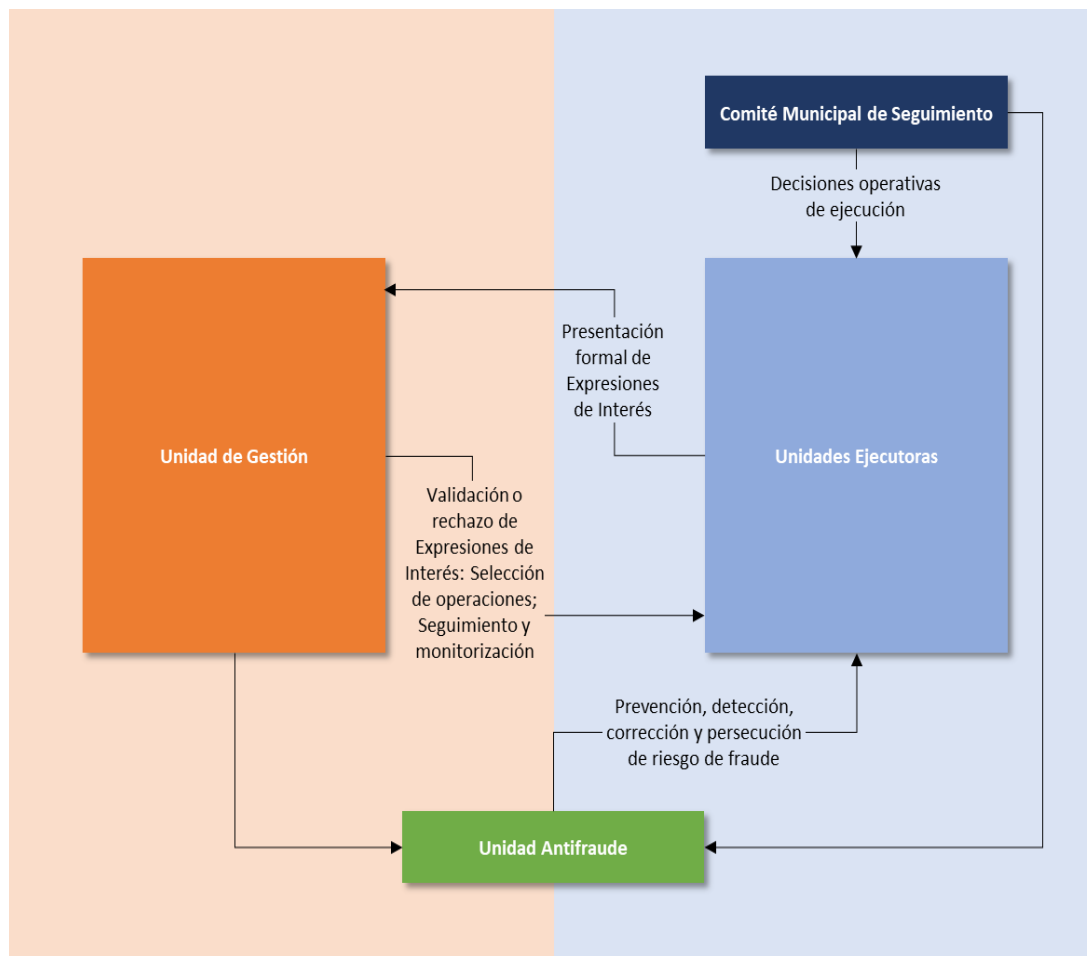 Comité Municipal de Seguimiento
Decisiones operativas
de ejecución
Presentación
formal de
Expresiones
de Interés
Unidad de Gestión
Unidades Ejecutoras
Validación o
rechazo de
Expresiones de
Interés: Selección
de operaciones;
Seguimiento y
monitorización
Prevención, detección,
corrección y persecución
de riesgo de fraude
Unidad Antifraude